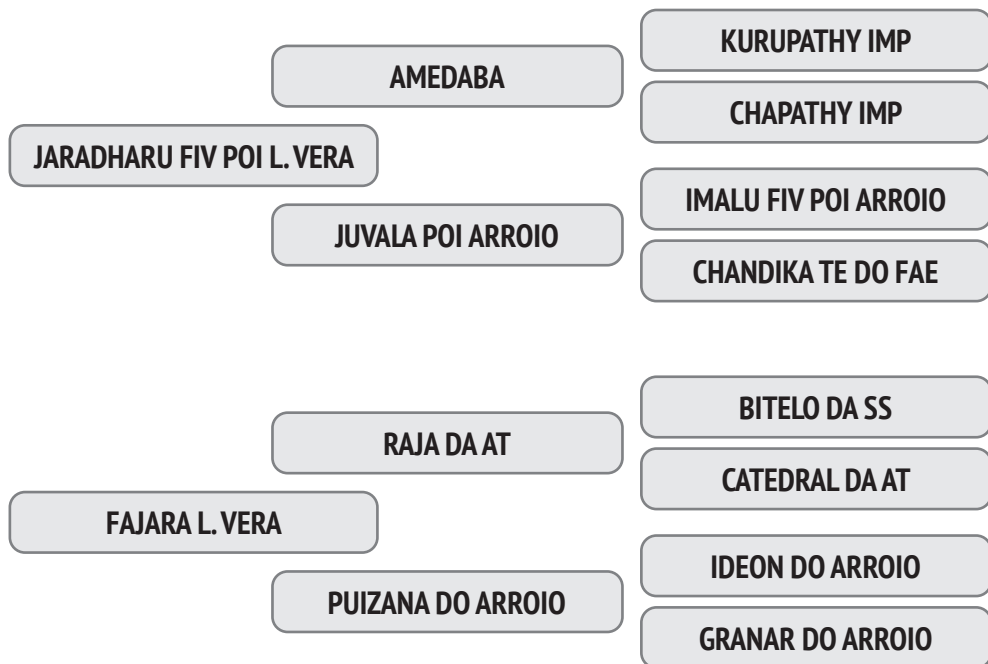 KURUPATHY IMP
AMEDABA
CHAPATHY IMP
JARADHARU FIV POI L. VERA
IMALU FIV POI ARROIO
JUVALA POI ARROIO
CHANDIKA TE DO FAE
BITELO DA SS
RAJA DA AT
CATEDRAL DA AT
FAJARA L. VERA
IDEON DO ARROIO
PUIZANA DO ARROIO
GRANAR DO ARROIO